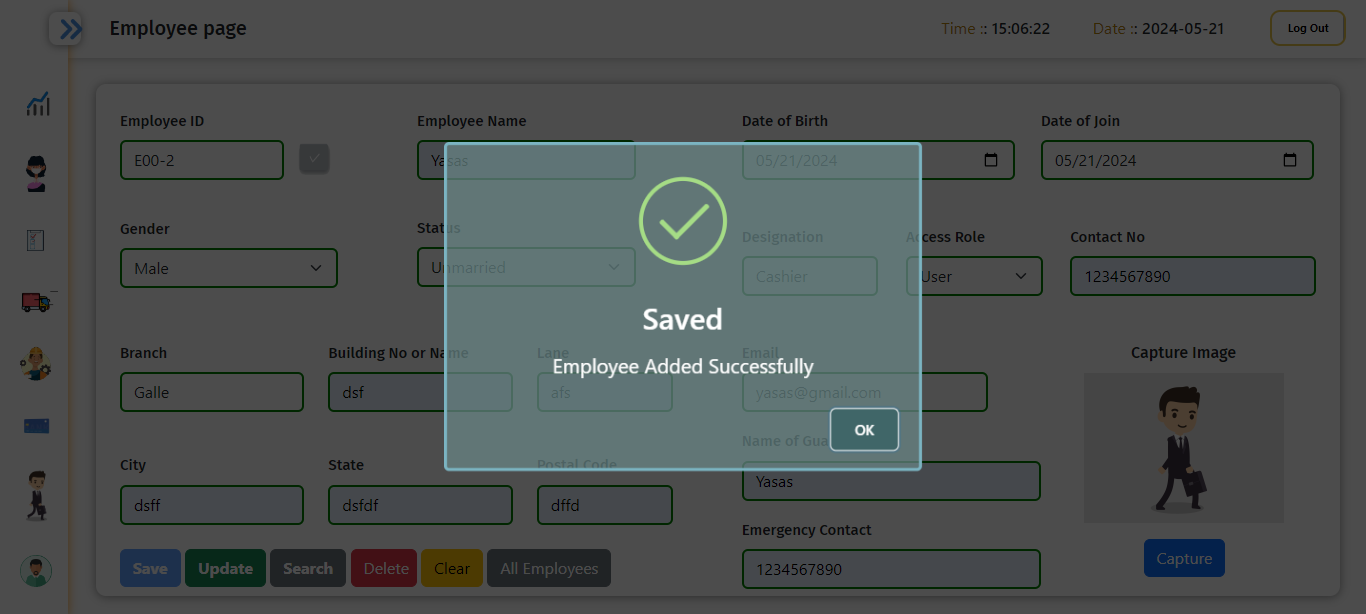 Employee page
Time :: 15:06:22
Date :: 2024-05-21
Log Out
Employee ID
Employee Name
Date of Birth
Date of Join
E00-2
Yasas
05/21/2024
05/21/2024
Gender
Status
Designation
Access Role
Contact No
Male
Unmarried
Cashier
User
1234567890
Saved
Employee Added Successfully
OK
Branch
Building No or Name
Lane
Email
Capture Image
Galle
dsf
afs
yasas@gmail.com
Name of Gua
City
State
Postal Code
Yasas
dsff
dsfdf
dffd
Emergency Contact
1234567890
Capture
Save
Update
Search
Delete
Clear
All Employees